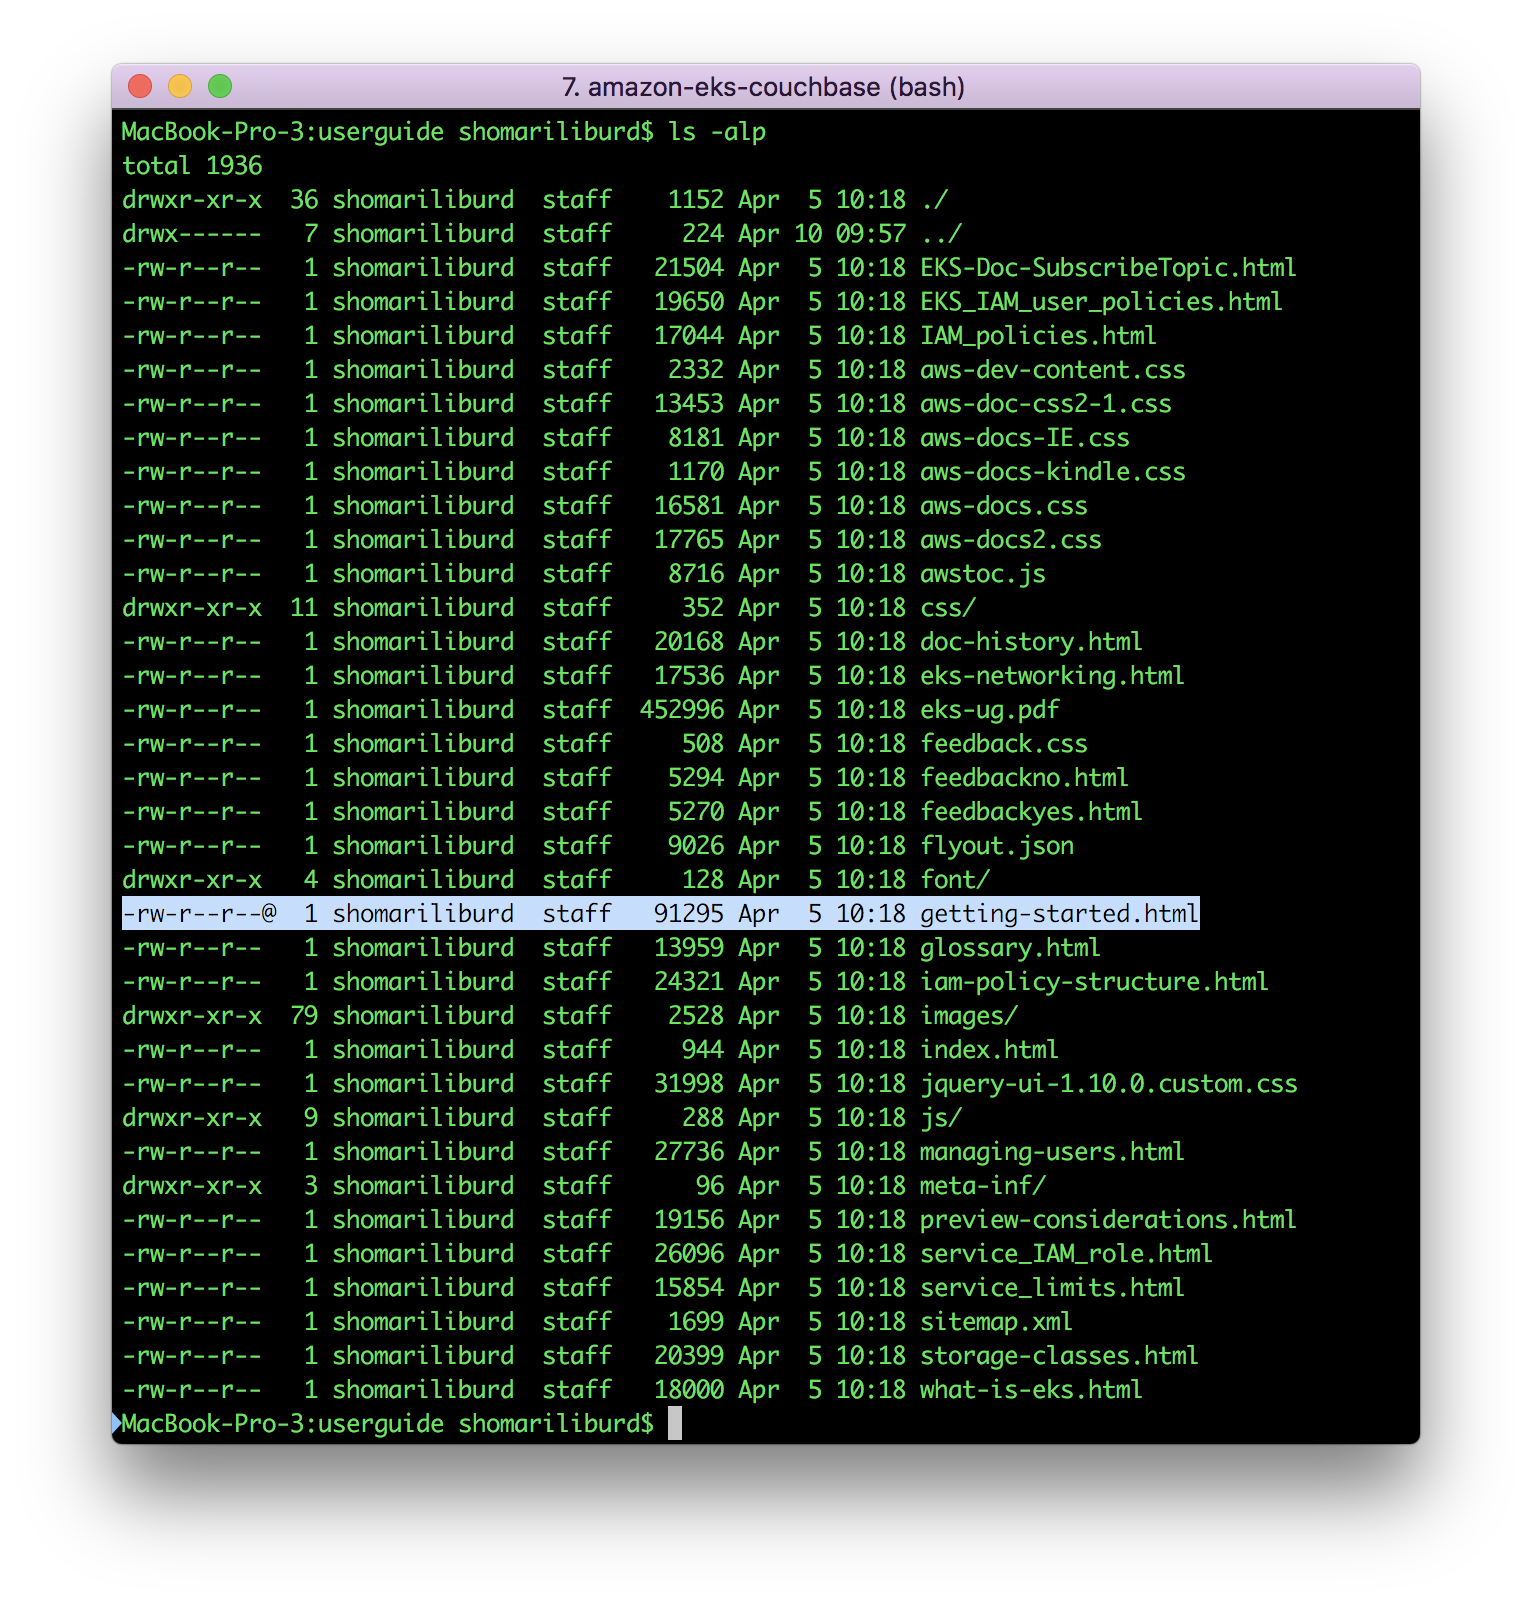 7. amazon-eks-couchbase (bash)
MacBook-Pro-3:userguide shomariliburd$ ls -alp
total 1936
drwxr-xr-x  36 shomariliburd  staff    1152 Apr  5 10:18 ./
drwx------   7 shomariliburd  staff     224 Apr 10 09:57 ../
-rw-r--r--   1 shomariliburd  staff   21504 Apr  5 10:18 EKS-Doc-SubscribeTopic.html
-rw-r--r--   1 shomariliburd  staff   19650 Apr  5 10:18 EKS_IAM_user_policies.html
-rw-r--r--   1 shomariliburd  staff   17044 Apr  5 10:18 IAM_policies.html
-rw-r--r--   1 shomariliburd  staff    2332 Apr  5 10:18 aws-dev-content.css
-rw-r--r--   1 shomariliburd  staff   13453 Apr  5 10:18 aws-doc-css2-1.css
-rw-r--r--   1 shomariliburd  staff    8181 Apr  5 10:18 aws-docs-IE.css
-rw-r--r--   1 shomariliburd  staff    1170 Apr  5 10:18 aws-docs-kindle.css
-rw-r--r--   1 shomariliburd  staff   16581 Apr  5 10:18 aws-docs.css
-rw-r--r--   1 shomariliburd  staff   17765 Apr  5 10:18 aws-docs2.css
-rw-r--r--   1 shomariliburd  staff    8716 Apr  5 10:18 awstoc.js
drwxr-xr-x  11 shomariliburd  staff     352 Apr  5 10:18 css/
-rw-r--r--   1 shomariliburd  staff   20168 Apr  5 10:18 doc-history.html
-rw-r--r--   1 shomariliburd  staff   17536 Apr  5 10:18 eks-networking.html
-rw-r--r--   1 shomariliburd  staff  452996 Apr  5 10:18 eks-ug.pdf
-rw-r--r--   1 shomariliburd  staff     508 Apr  5 10:18 feedback.css
-rw-r--r--   1 shomariliburd  staff    5294 Apr  5 10:18 feedbackno.html
-rw-r--r--   1 shomariliburd  staff    5270 Apr  5 10:18 feedbackyes.html
-rw-r--r--   1 shomariliburd  staff    9026 Apr  5 10:18 flyout.json
drwxr-xr-x   4 shomariliburd  staff     128 Apr  5 10:18 font/
-rw-r--r--@  1 shomariliburd  staff   91295 Apr  5 10:18 getting-started.html
-rw-r--r--   1 shomariliburd  staff   13959 Apr  5 10:18 glossary.html
-rw-r--r--   1 shomariliburd  staff   24321 Apr  5 10:18 iam-policy-structure.html
drwxr-xr-x  79 shomariliburd  staff    2528 Apr  5 10:18 images/
-rw-r--r--   1 shomariliburd  staff     944 Apr  5 10:18 index.html
-rw-r--r--   1 shomariliburd  staff   31998 Apr  5 10:18 jquery-ui-1.10.0.custom.css
drwxr-xr-x   9 shomariliburd  staff     288 Apr  5 10:18 js/
-rw-r--r--   1 shomariliburd  staff   27736 Apr  5 10:18 managing-users.html
drwxr-xr-x   3 shomariliburd  staff      96 Apr  5 10:18 meta-inf/
-rw-r--r--   1 shomariliburd  staff   19156 Apr  5 10:18 preview-considerations.html
-rw-r--r--   1 shomariliburd  staff   26096 Apr  5 10:18 service_IAM_role.html
-rw-r--r--   1 shomariliburd  staff   15854 Apr  5 10:18 service_limits.html
-rw-r--r--   1 shomariliburd  staff    1699 Apr  5 10:18 sitemap.xml
-rw-r--r--   1 shomariliburd  staff   20399 Apr  5 10:18 storage-classes.html
-rw-r--r--   1 shomariliburd  staff   18000 Apr  5 10:18 what-is-eks.html
MacBook-Pro-3:userguide shomariliburd$